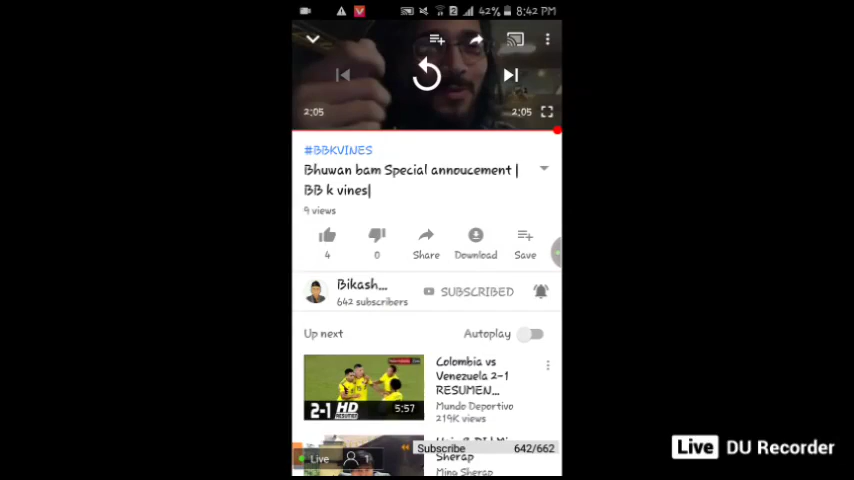 42% 8:42 PM
2:05 2:05
#BBKVINES
Bhuwan bam Special annoucement |
BB k vines|
9 views
4 0 Share Download Save
Bikash...
642 subscribers
SUBSCRIBED
Up next Autoplay
Colombia vs
Venezuela 2-1
RESUMEN...
Mundo Deportivo
219K views
2-1 HD 5:57
Subscribe 642/662
Sherap
Ming Sherap
Live 1
Live DU Recorder